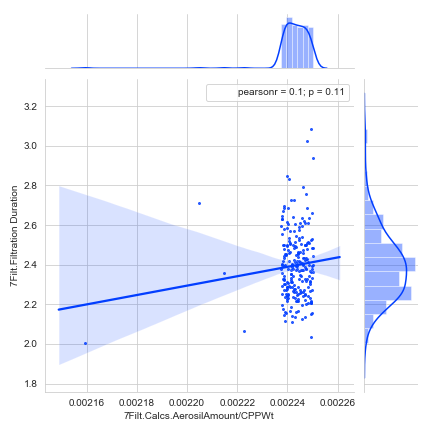 pearsonr = 0.1; p = 0.11
3.2
3.0
2.8
2.6
2.4
2.2
2.0
1.8
7Filt.Filtration Duration
0.00216 0.00218 0.00220 0.00222 0.00224 0.00226
7Filt.Calcs.AerosilAmount/CPPWt